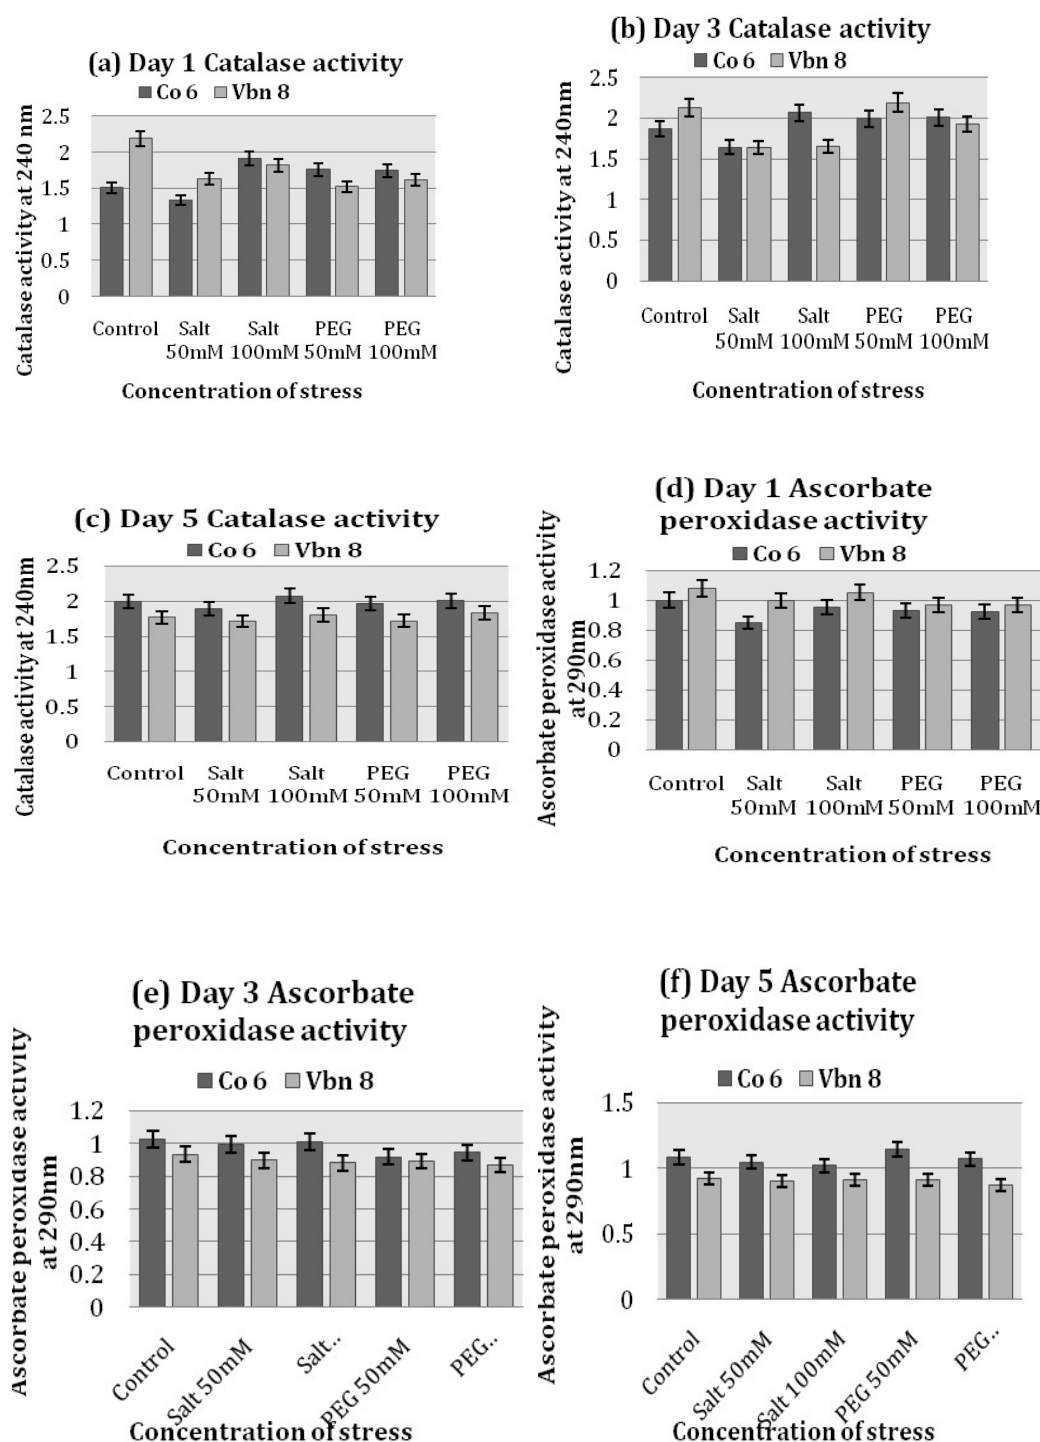 (a) Day 1 Catalase activity
Co 6 Vbn 8
Catalase activity at 240 nm
2.5
2
1.5
1
0.5
0
Control Salt 50mM Salt 100mM PEG 50mM PEG 100mM
Concentration of stress
(b) Day 3 Catalase activity
Co 6 Vbn 8
Catalase activity at 240nm
2.5
2
1.5
1
0.5
0
Control Salt 50mM Salt 100mM PEG 50mM PEG 100mM
Conentration of stress
(c) Day 5 Catalase activity
Co 6 Vbn 8
Catalase activity at 240nm
2.5
2
1.5
1
0.5
0
Control Salt 50mM Salt 100mM PEG 50mM PEG 100mM
Concentration of stress
(d) Day 1 Ascorbate
peroxidase activity
Co 6 Vbn 8
Ascorbate peroxidase activity
at 290nm
1.2
1
0.8
0.6
0.4
0.2
0
Control Salt 50mM Salt 100mM PEG 50mM PEG 100mM
Concentration of stress
(e) Day 3 Ascorbate
peroxidase activity
Co 6 Vbn 8
Ascorbate peroxidase activity
at 290nm
1.2
1
0.8
0.6
0.4
0.2
0
Control Salt 50mM Salt.. PEG 50mM PEG..
Concentration of stress
(f) Day 5 Ascorbate
peroxidase activity
Co 6 Vbn 8
Ascorbate peroxidase activity
at 290nm
1.5
1
0.5
0
Control Salt 50mM Salt 100mM PEG 50mM PEG..
Concentration of stress